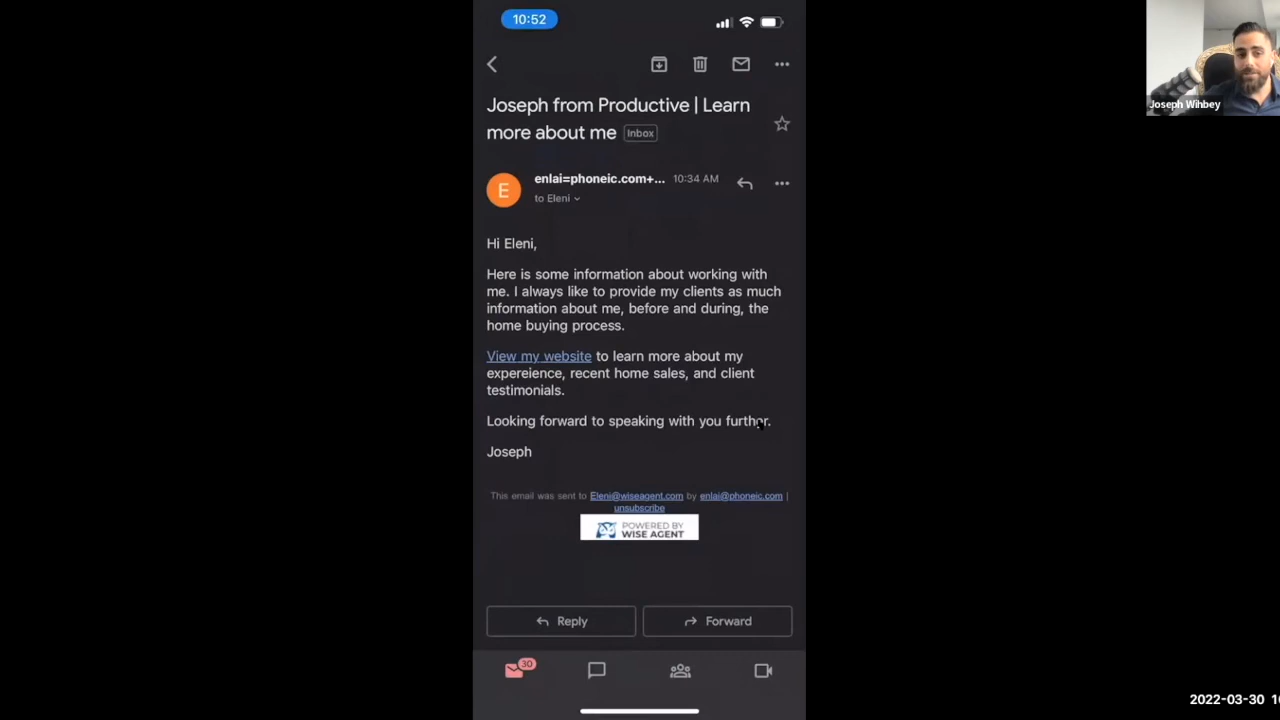 10:52
Joseph from Productive | Learn
more about me Inbox
E
enlai=phoneic.com+... 10:34 AM
to Eleni
Hi Eleni,
Here is some information about working with
me. I always like to provide my clients as much
information about me, before and during, the
home buying process.
View my website to learn more about my
expereience, recent home sales, and client
testimonials.
Looking forward to speaking with you further.
Joseph
This email was sent to Eleni@wiseagent.com by enlai@phoneic.com |
unsubscribe
POWERED BY
WISE AGENT
Reply
Forward
30
Joseph Wihbey
2022-03-30